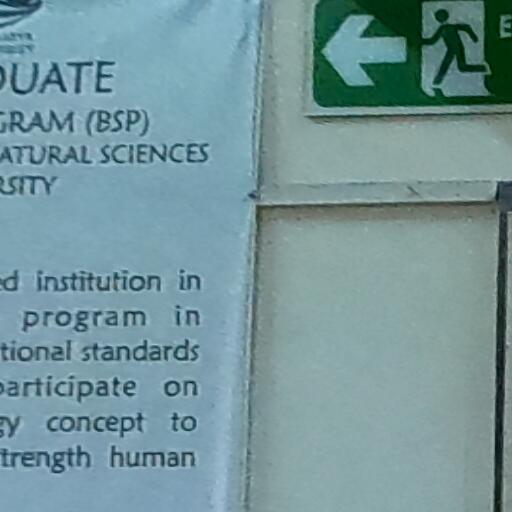 DUATE
GRAM (BSP)
ATURAL SCIENCES
RSITY
ed institution in
program in
tional standards
participate on
gy concept to
trength human
E